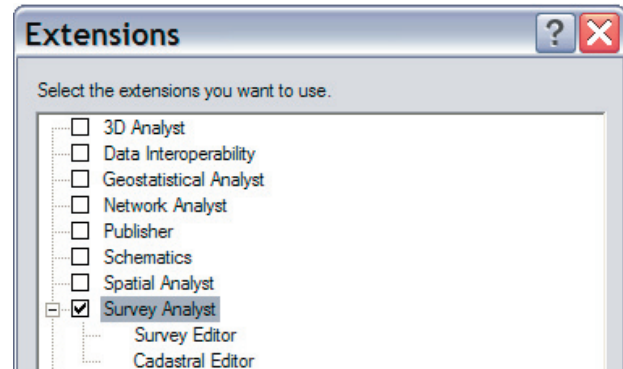 Extensions
?
Select the extensions you want to use.
3D Analyst
Data Interoperability
Geostatistical Analyst
Network Analyst
Publisher
Schematics
Spatial Analyst
Survey Analyst
Survey Editor
Cadastral Editor